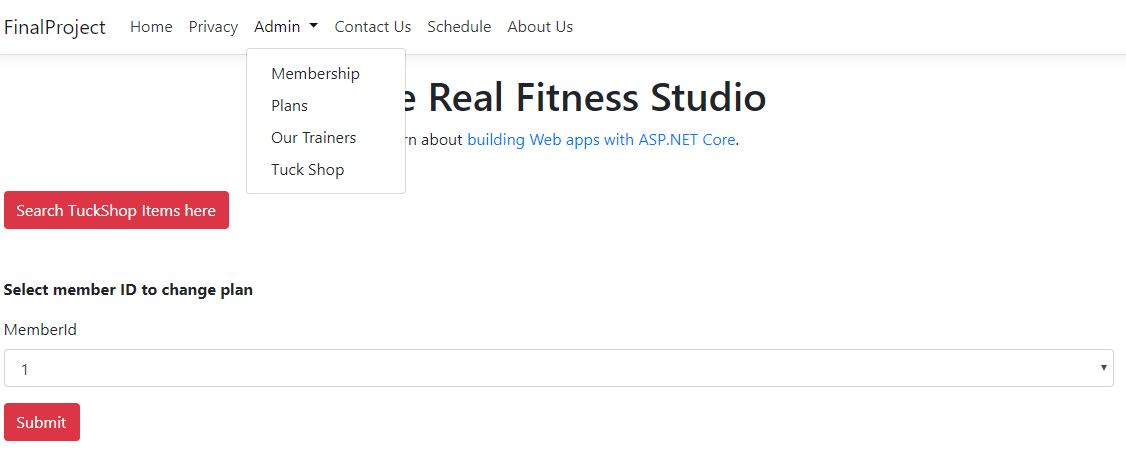 FinalProject Home Privacy Admin Contact Us Schedule About Us
Membership
Plans
Our Trainers
Tuck Shop
e Real Fitness Studio
rn about building Web apps with ASP.NET Core.
Search TuckShop Items here
Select member ID to change plan
MemberId
1
Submit